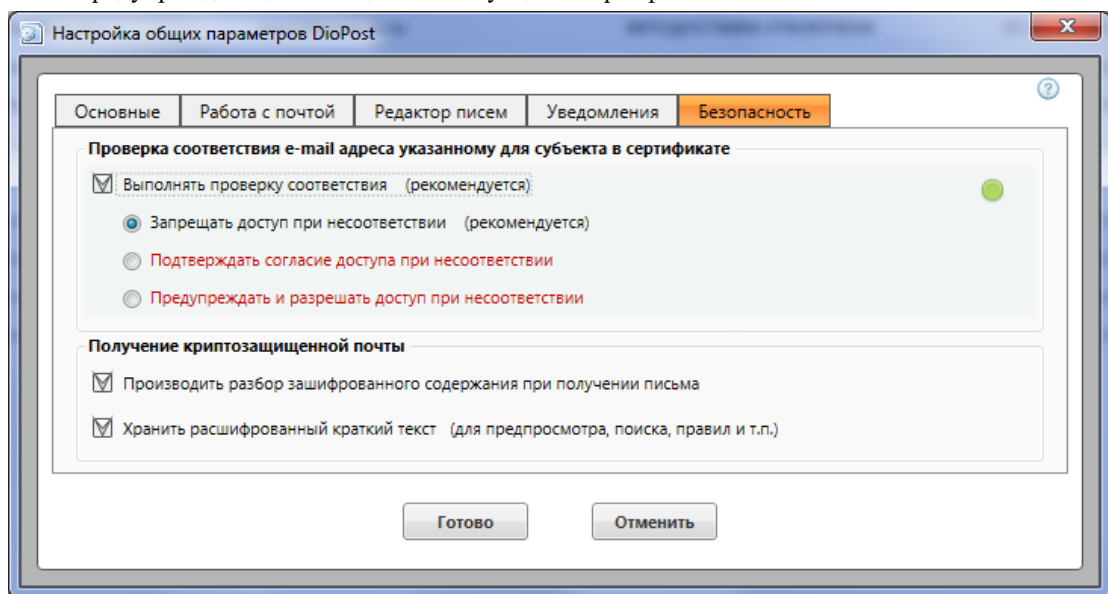 Настройка общих параметров DioPost
Основные Работа с почтой Редактор писем Уведомления Безопасность
Проверка соответствия e-mail адреса указанному для субъекта в сертификате
Выполнять проверку соответствия (рекомендуется)
Запрещать доступ при несоответствии (рекомендуется)
Подтверждать согласие доступа при несоответствии
Предупреждать и разрешать доступ при несоответствии
Получение криптозащищенной почты
Производить разбор зашифрованного содержания при получении письма
Хранить расшифрованный краткий текст (для предпросмотра, поиска, правил и т.п.)
Готово Отменить